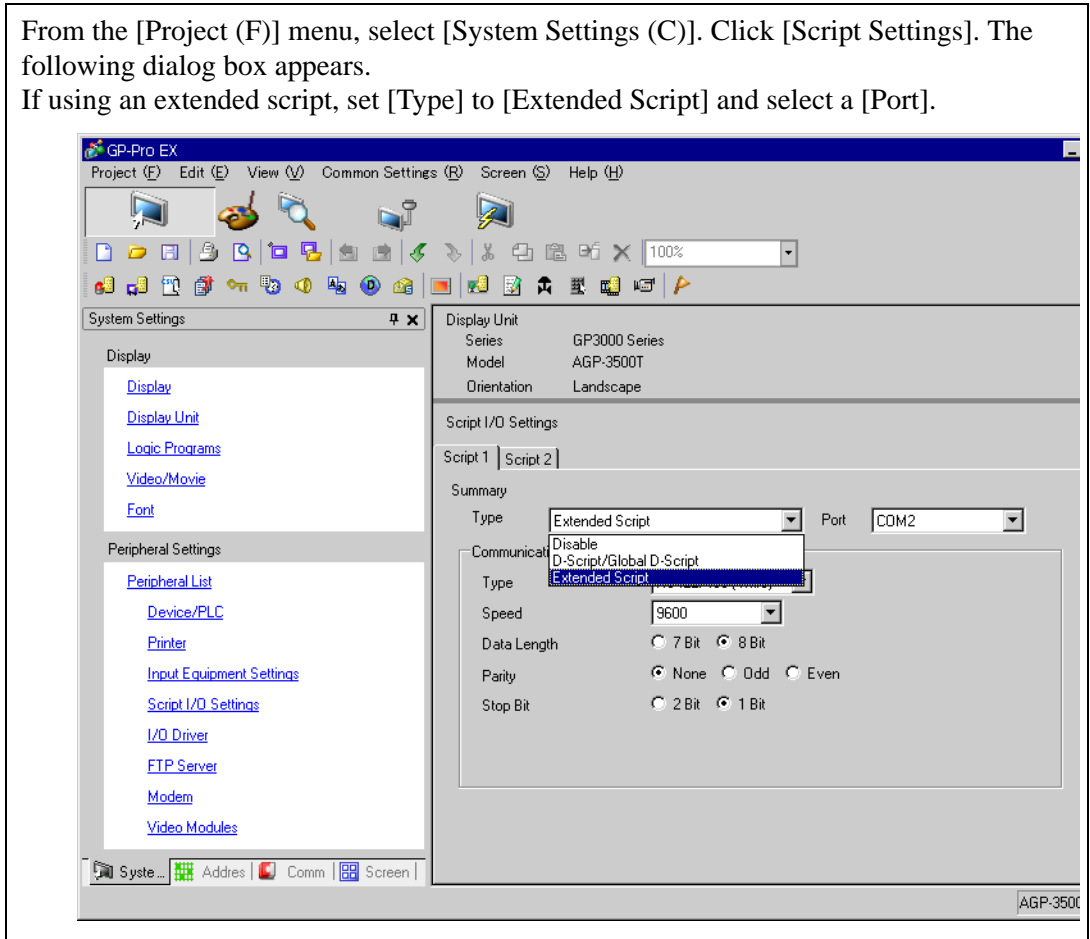 From the [Project (F)] menu, select [System Settings (C)]. Click [Script Settings]. The
following dialog box appears.
If using an extended script, set [Type] to [Extended Script] and select a [Port].
GP-Pro EX
Project (F) Edit (E) View (V) Common Settings (R) Screen (S) Help (H)
100%
System Settings
Display
Display
Display Unit
Logic Programs
Video/Movie
Font
Peripheral Settings
Peripheral List
Device/PLC
Printer
Input Equipment Settings
Script I/O Settings
I/O Driver
FTP Server
Modem
Video Modules
Syste... Addres Comm Screen
Display Unit
Series GP3000 Series
Model AGP-3500T
Orientation Landscape
Script I/O Settings
Script 1 Script 2
Summary
Type Extended Script Port COM2
Disable
D-Script/Global D-Script
Extended Script
Communicati
Type
Speed 9600
Data Length 7 Bit 8 Bit
Parity None Odd Even
Stop Bit 2 Bit 1 Bit
AGP-3500